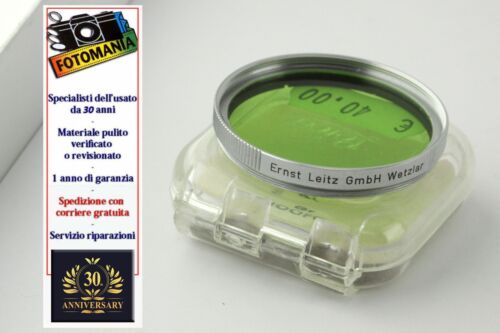 FOTOMANIA
Specialisti dell'usato
da 30 anni
-
Materiale pulito
verificato
o revisionato
-
1 anno di garanzia
-
Spedizione con
corriere gratuita
-
Servizio riparazioni
30.
ANNIVERSARY
€ 40,00
Ernst Leitz GmbH Wetzlar